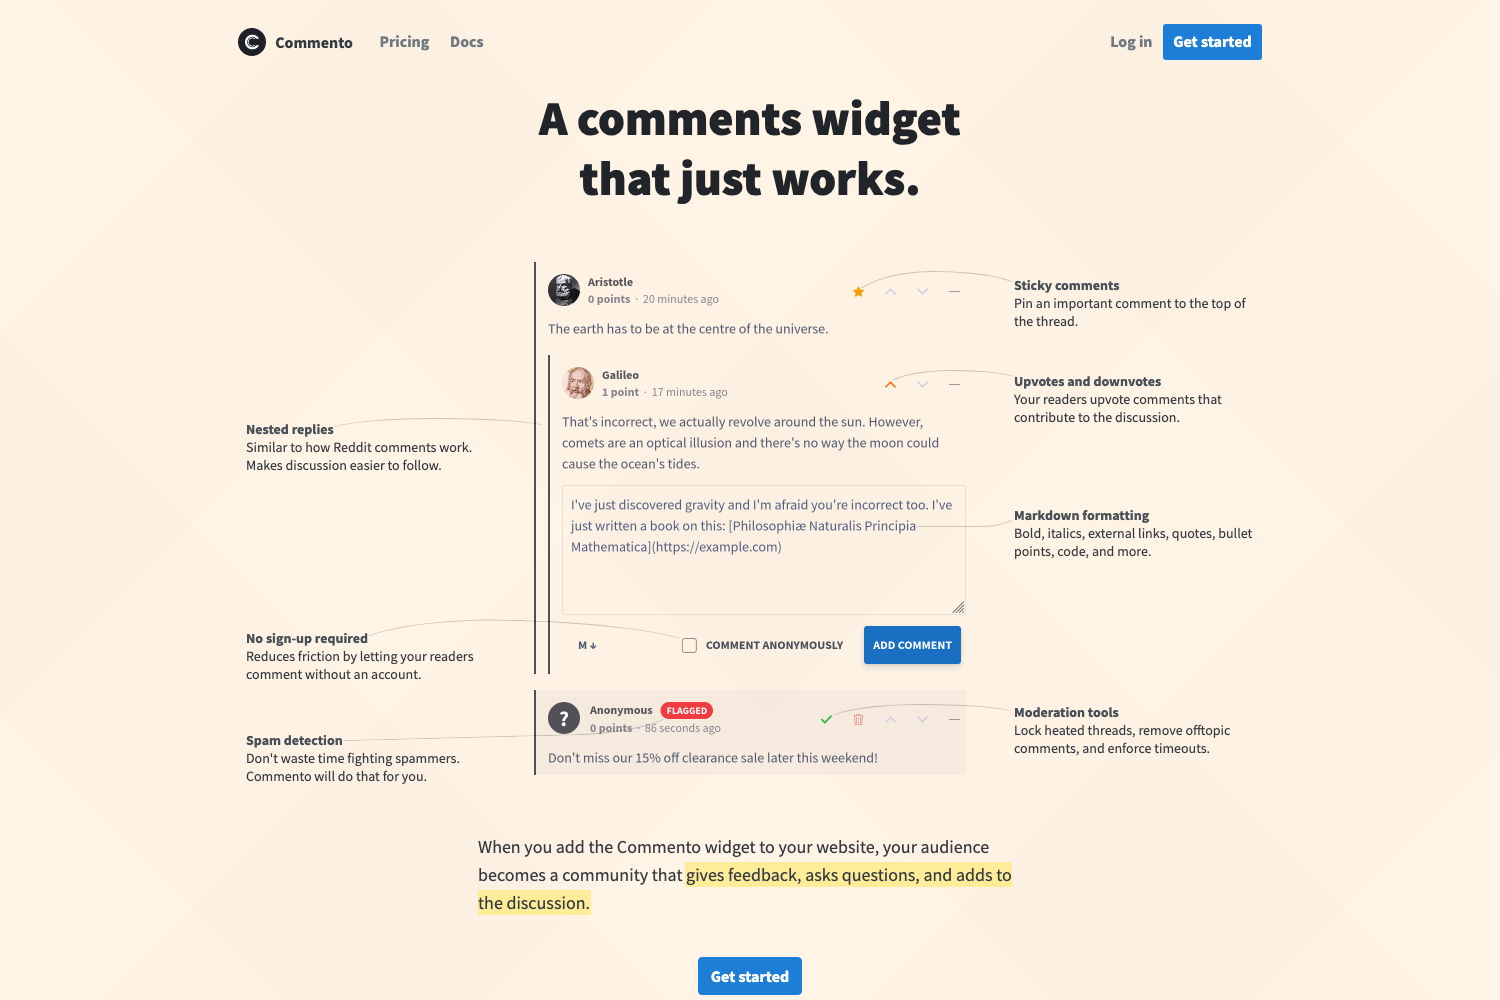 Commento
Pricing
Docs
Log in
Get started
A comments widget
that just works.
Aristotle
0 points · 20 minutes ago
The earth has to be at the centre of the universe.
Sticky comments
Pin an important comment to the top of
the thread.
Galileo
1 point · 17 minutes ago
That's incorrect, we actually revolve around the sun. However,
comets are an optical illusion and there's no way the moon could
cause the ocean's tides.
Upvotes and downvotes
Your readers upvote comments that
contribute to the discussion.
Nested replies
Similar to how Reddit comments work.
Makes discussion easier to follow.
I've just discovered gravity and I'm afraid you're incorrect too. I've
just written a book on this: [Philosophiæ Naturalis Principia
Mathematica](https://example.com)
Markdown formatting
Bold, italics, external links, quotes, bullet
points, code, and more.
No sign-up required
Reduces friction by letting your readers
comment without an account.
M ↓
COMMENT ANONYMOUSLY
ADD COMMENT
? Anonymous FLAGGED
0 points · 86 seconds ago
Don't miss our 15% off clearance sale later this weekend!
Moderation tools
Lock heated threads, remove offtopic
comments, and enforce timeouts.
Spam detection
Don't waste time fighting spammers.
Commento will do that for you.
When you add the Commento widget to your website, your audience
becomes a community that gives feedback, asks questions, and adds to
the discussion.
Get started